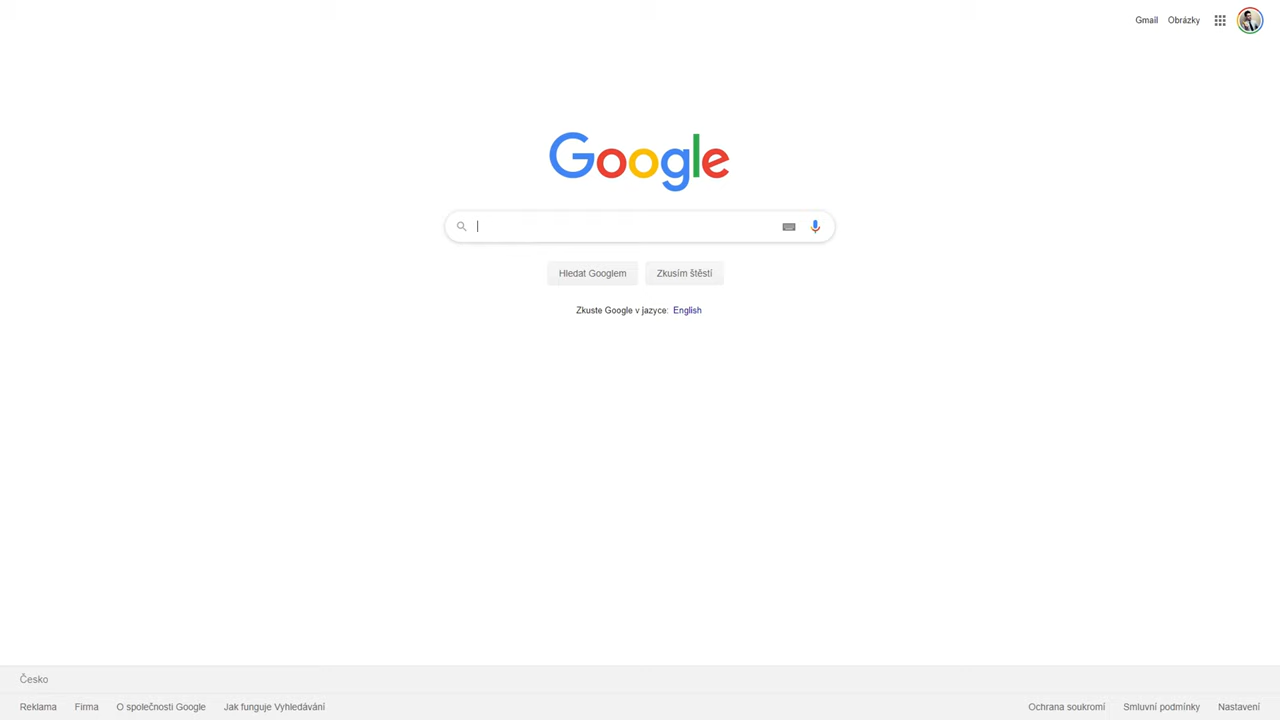 Gmail Obrázky
Google
Hledat Googlem Zkusím štěstí
Zkuste Google v jazyce: English
Česko
Reklama Firma O společnosti Google Jak funguje Vyhledávání Ochrana soukromí Smluvní podmínky Nastavení